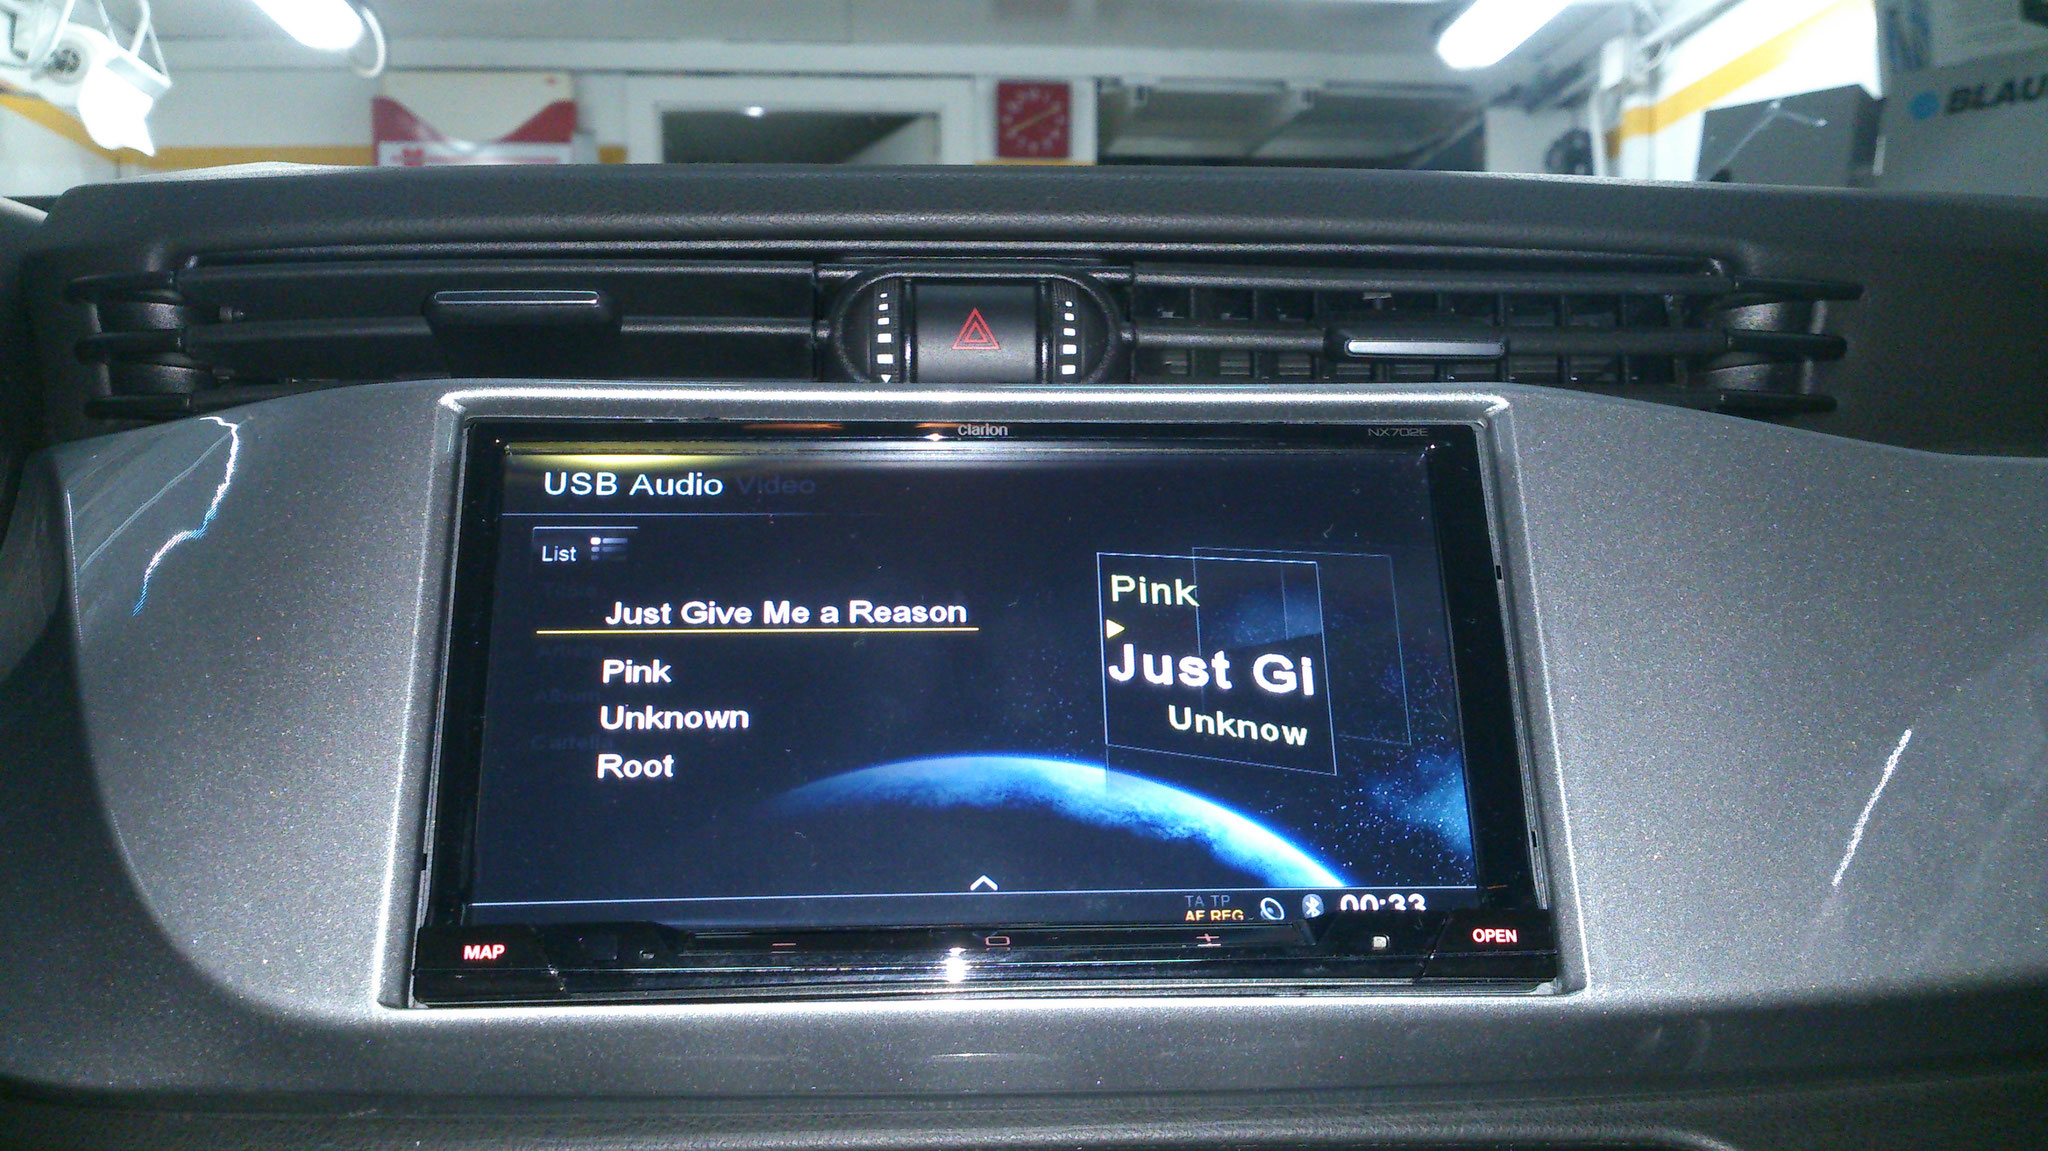 BLAU
clarion
NX702E
USB Audio Video
List
Just Give Me a Reason
Pink
Unknown
Root
Pink
Just Gi
Unknow
TA TP
AF REG
00:33
MAP
OPEN